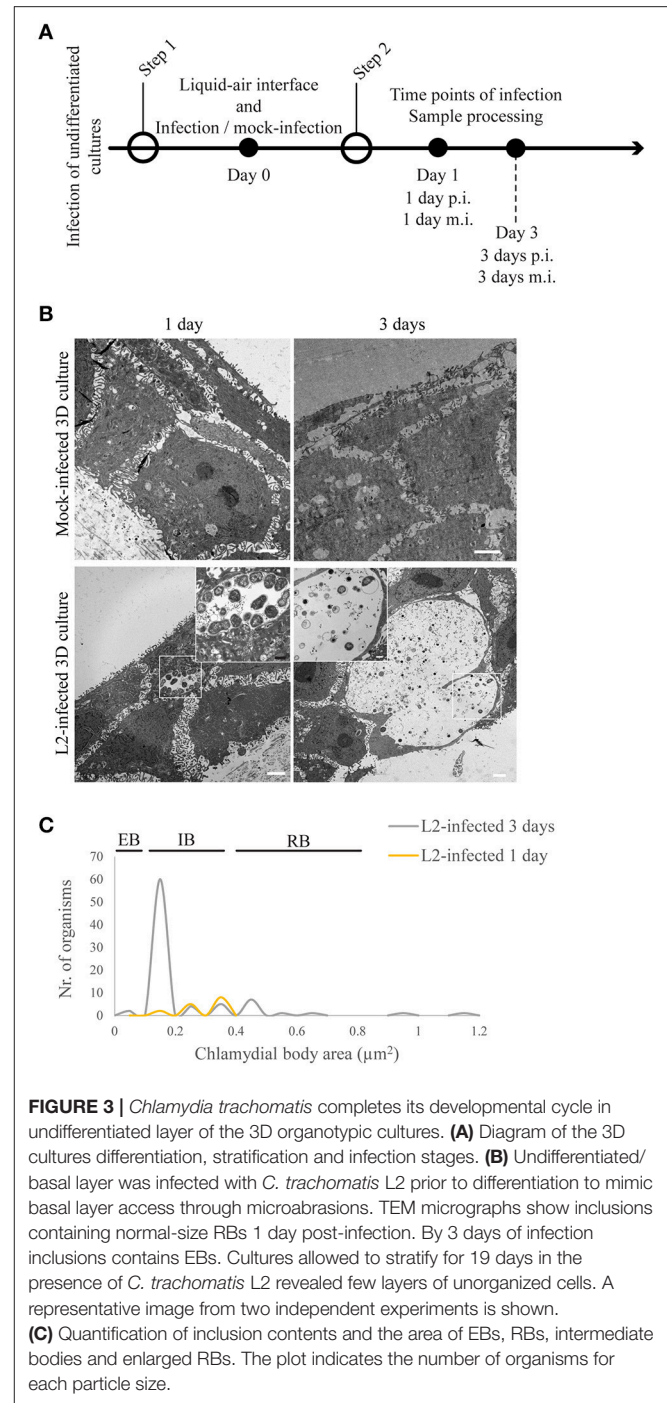 A
Step 1
Step 2
Infection of undifferentiated
cultures
Liquid-air interface
and
Infection / mock-infection
Day 0
Time points of infection
Sample processing
Day 1
1 day p.i.
1 day m.i.
Day 3
3 days p.i.
3 days m.i.
B
1 day
3 days
Mock-infected 3D culture
L2-infected 3D culture
C
EB
IB
RB
L2-infected 3 days
L2-infected 1 day
Nr. of organisms
70
60
50
40
30
20
10
0
0
0.2
0.4
0.6
0.8
1
1.2
Chlamydial body area (µm²)
FIGURE 3 | Chlamydia trachomatis completes its developmental cycle in
undifferentiated layer of the 3D organotypic cultures. (A) Diagram of the 3D
cultures differentiation, stratification and infection stages. (B) Undifferentiated/
basal layer was infected with C. trachomatis L2 prior to differentiation to mimic
basal layer access through microabrasions. TEM micrographs show inclusions
containing normal-size RBs 1 day post-infection. By 3 days of infection
inclusions contains EBs. Cultures allowed to stratify for 19 days in the
presence of C. trachomatis L2 revealed few layers of unorganized cells. A
representative image from two independent experiments is shown.
(C) Quantification of inclusion contents and the area of EBs, RBs, intermediate
bodies and enlarged RBs. The plot indicates the number of organisms for
each particle size.